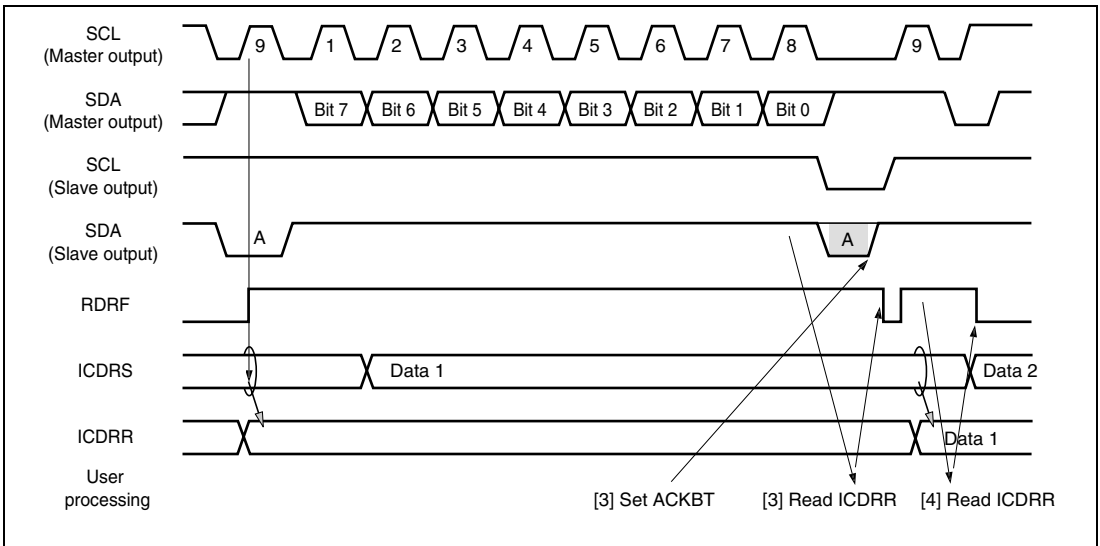 SCL
(Master output)
9 1 2 3 4 5 6 7 8 9
SDA
(Master output)
Bit 7 Bit 6 Bit 5 Bit 4 Bit 3 Bit 2 Bit 1 Bit 0
SCL
(Slave output)
SDA
(Slave output)
A A
RDRF
ICDRS
Data 1 Data 2
ICDRR
Data 1
User
processing
[3] Set ACKBT [3] Read ICDRR [4] Read ICDRR